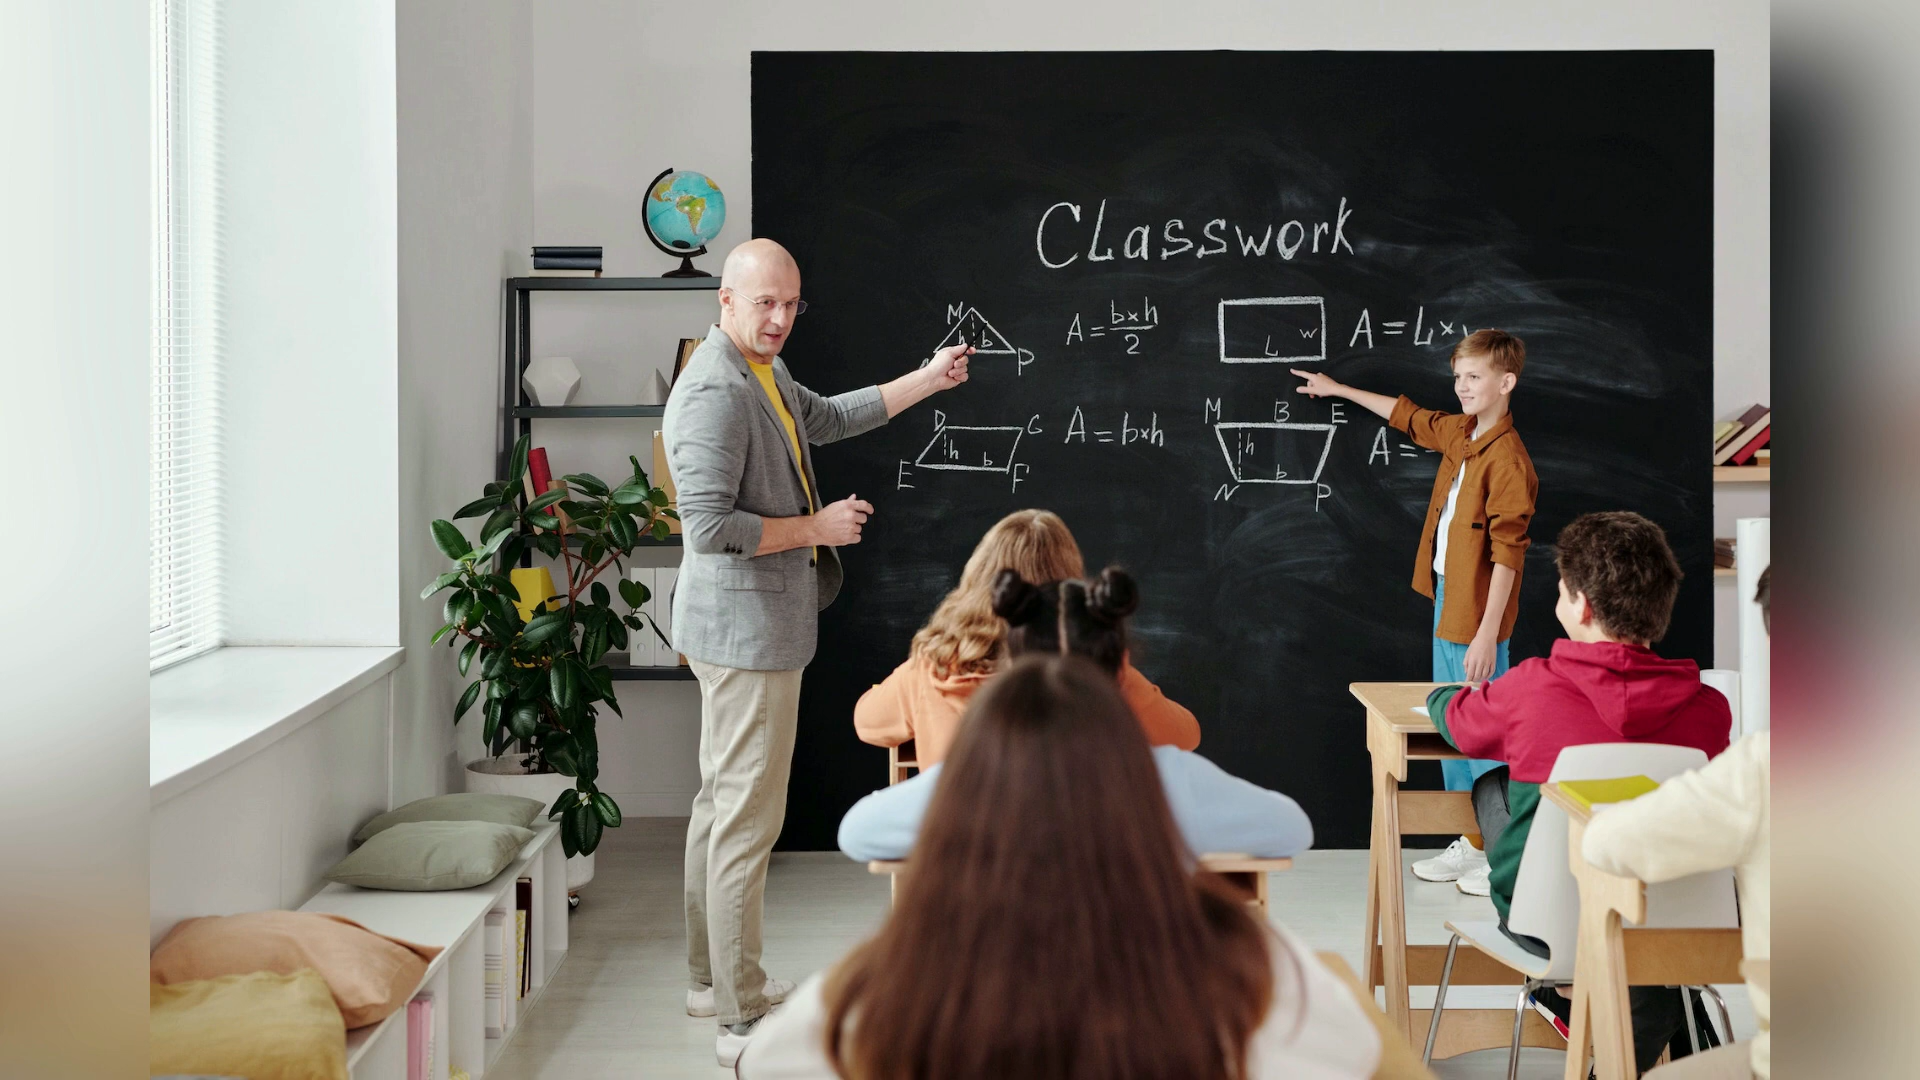 CLasswork
M
h b
P
A = b×h/2
W
L
A = L×
D G
h
b
E F
A = b×h
M B E
h
b
N P
A =